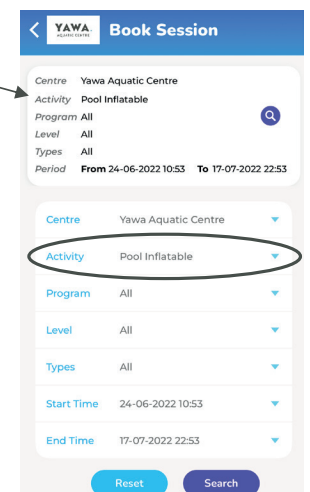 YAWA
AQUATIC CENTRE
Book Session
Centre Yawa Aquatic Centre
Activity Pool Inflatable
Program All
Level All
Types All
Period From 24-06-2022 10:53 To 17-07-2022 22:53
Centre Yawa Aquatic Centre
Activity Pool Inflatable
Program All
Level All
Types All
Start Time 24-06-2022 10:53
End Time 17-07-2022 22:53
Reset Search